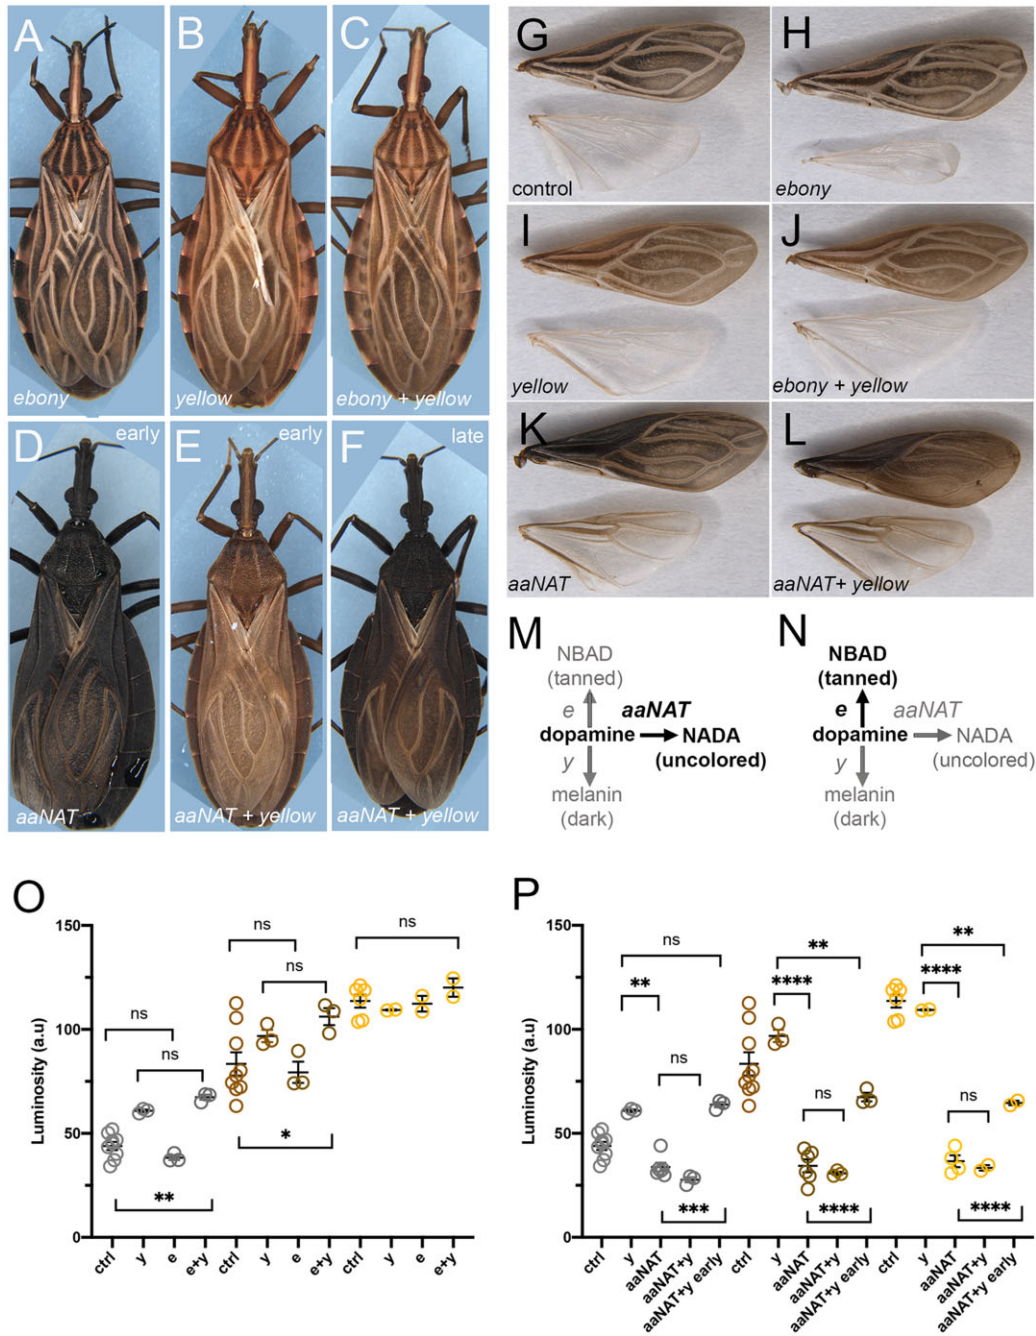 A
B
C
ebony
yellow
ebony + yellow
D
early
E
early
F
late
aaNAT
aaNAT + yellow
aaNAT + yellow
G
H
control
ebony
I
J
yellow
ebony + yellow
K
L
aaNAT
aaNAT+ yellow
M
NBAD
(tanned)
e
aaNAT
dopamine
NADA
y
(uncolored)
melanin
(dark)
N
NBAD
(tanned)
e
aaNAT
dopamine
NADA
y
(uncolored)
melanin
(dark)
O
Luminosity (a.u)
150
100
50
0
ns
ns
**
ns
ns
*
ns
ctrl
y
e
e+y
ctrl
y
e
e+y
ctrl
y
e
e+y
P
Luminosity (a.u)
150
100
50
0
ns
**
ns
***
**
****
ns
****
**
****
ns
****
ctrl
y
aaNAT
aaNAT+y
aaNAT+y early
ctrl
y
aaNAT
aaNAT+y
aaNAT+y early
ctrl
y
aaNAT
aaNAT+y
aaNAT+y early